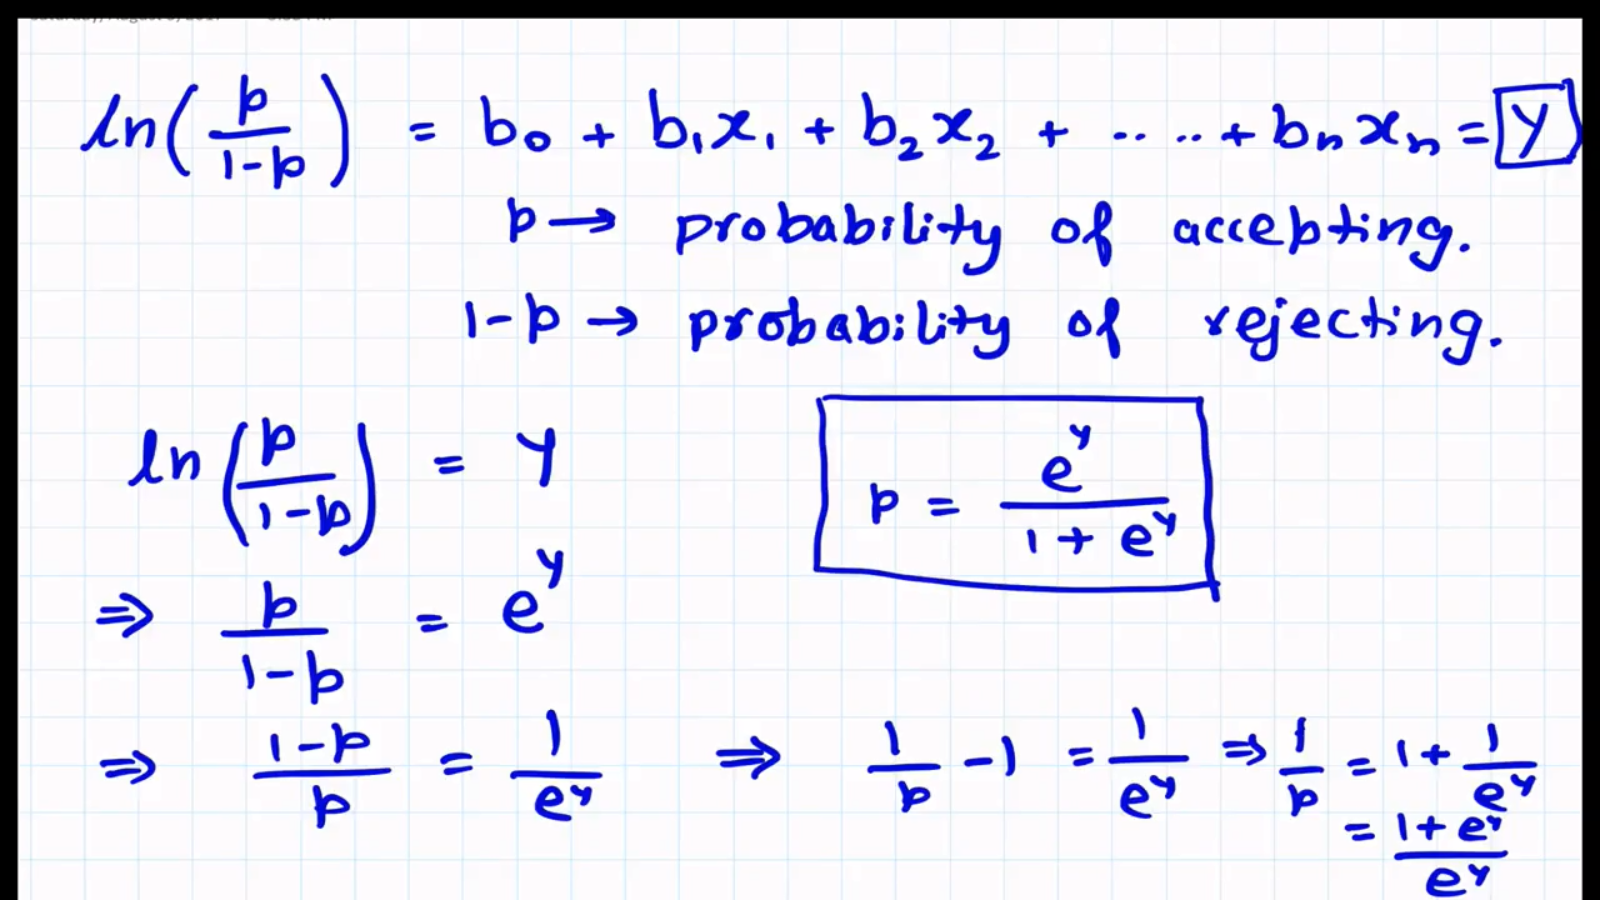 ln(p/(1-p)) = b₀ + b₁x₁ + b₂x₂ + ..... + bₙxₙ = y
p → probability of accepting.
1-p → probability of rejecting.
ln(p/(1-p)) = y
p = e^y/(1+e^y)
⇒ p/(1-p) = e^y
⇒ (1-p)/p = 1/e^y ⇒ 1/p - 1 = 1/e^y ⇒ 1/p = 1 + 1/e^y
= (1+e^y)/e^y